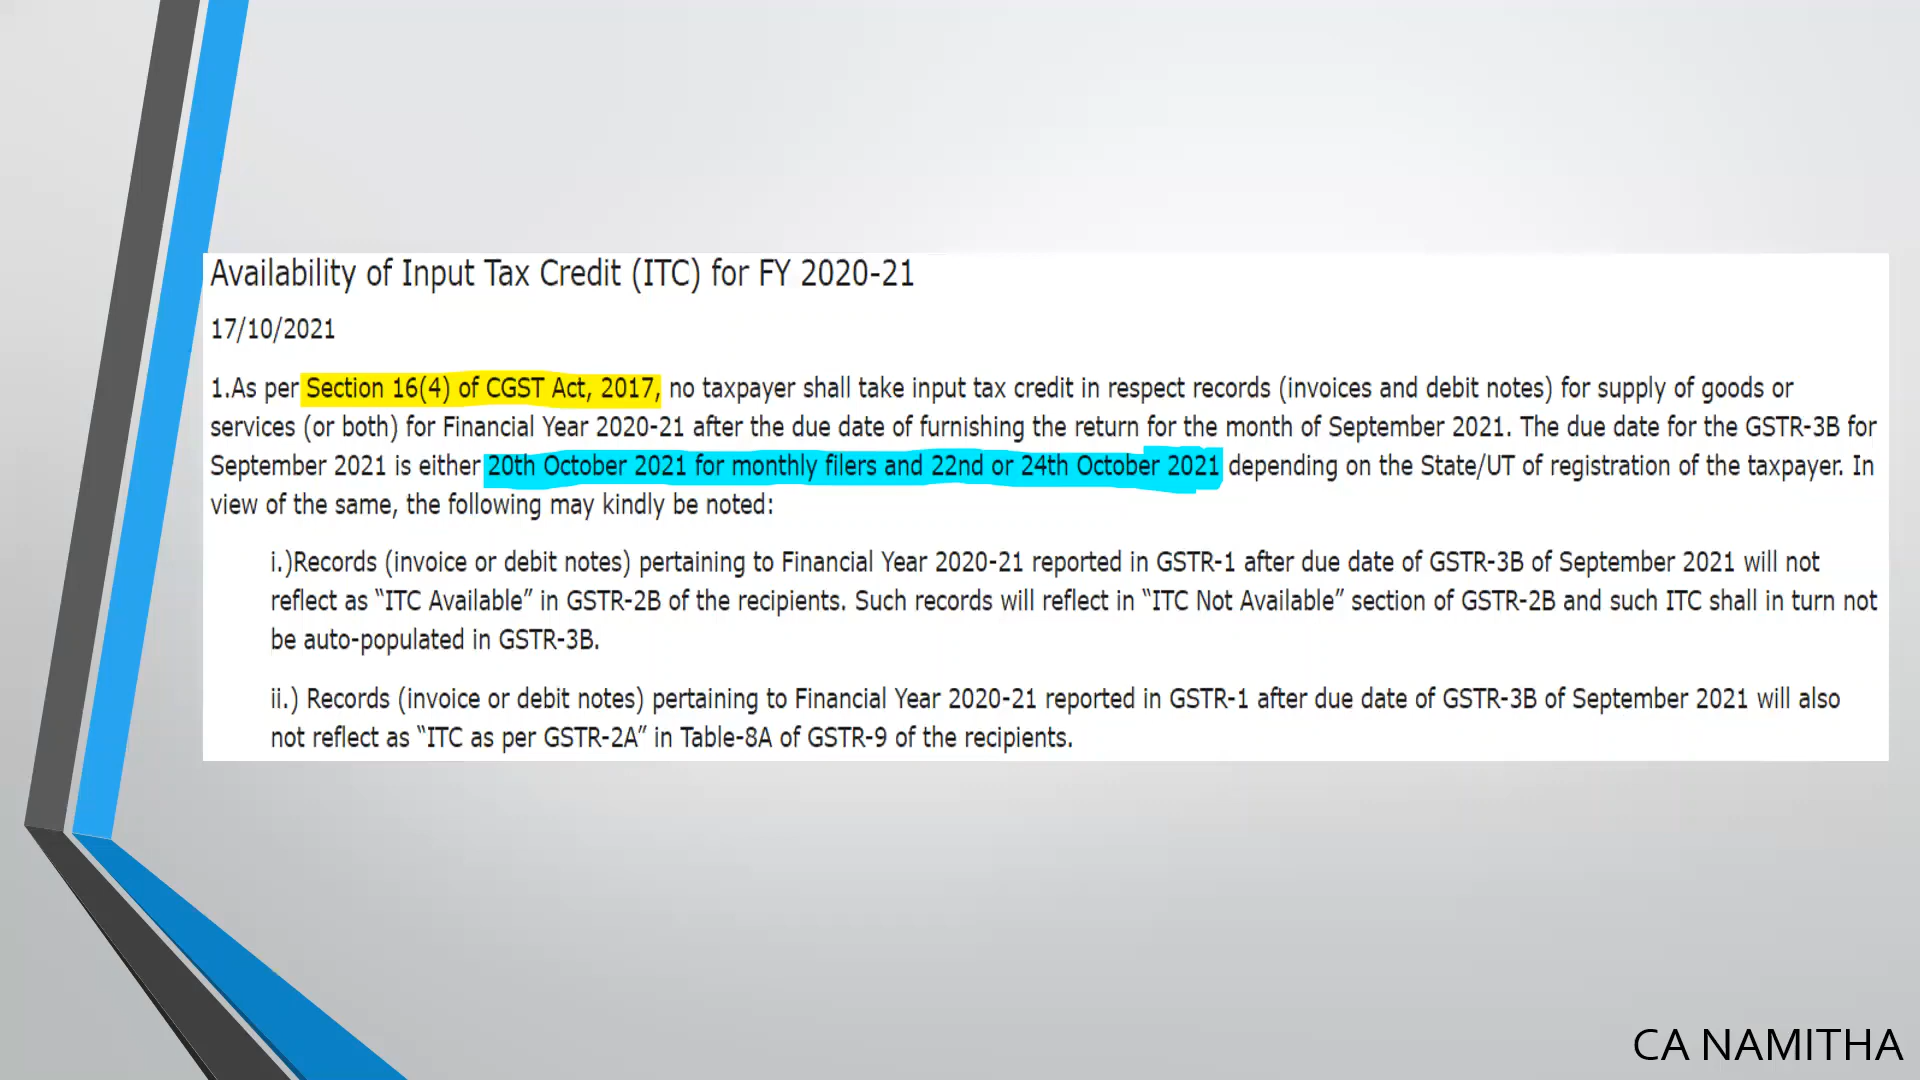 Availability of Input Tax Credit (ITC) for FY 2020-21
17/10/2021
1.As per Section 16(4) of CGST Act, 2017, no taxpayer shall take input tax credit in respect records (invoices and debit notes) for supply of goods or
services (or both) for Financial Year 2020-21 after the due date of furnishing the return for the month of September 2021. The due date for the GSTR-3B for
September 2021 is either 20th October 2021 for monthly filers and 22nd or 24th October 2021 depending on the State/UT of registration of the taxpayer. In
view of the same, the following may kindly be noted:
i.)Records (invoice or debit notes) pertaining to Financial Year 2020-21 reported in GSTR-1 after due date of GSTR-3B of September 2021 will not
reflect as “ITC Available” in GSTR-2B of the recipients. Such records will reflect in “ITC Not Available” section of GSTR-2B and such ITC shall in turn not
be auto-populated in GSTR-3B.
ii.) Records (invoice or debit notes) pertaining to Financial Year 2020-21 reported in GSTR-1 after due date of GSTR-3B of September 2021 will also
not reflect as “ITC as per GSTR-2A” in Table-8A of GSTR-9 of the recipients.
CA NAMITHA